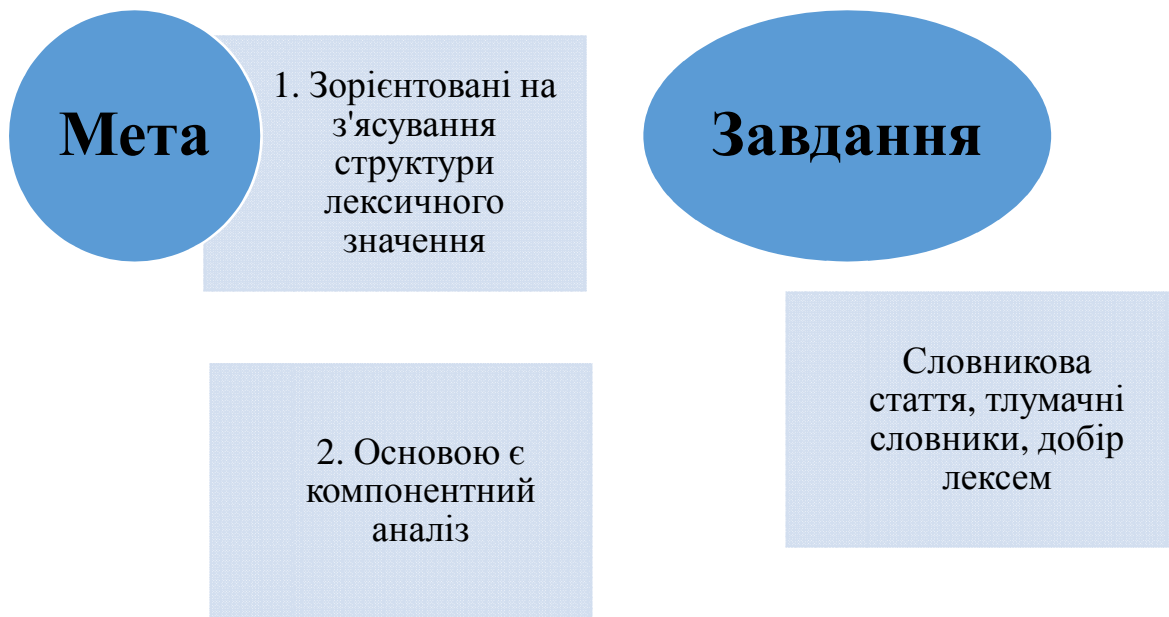 Мета
1. Зорієнтовані на
з'ясування
структури
лексичного
значення
2. Основою є
компонентний
аналіз
Завдання
Словникова
стаття, тлумачні
словники, добір
лексем